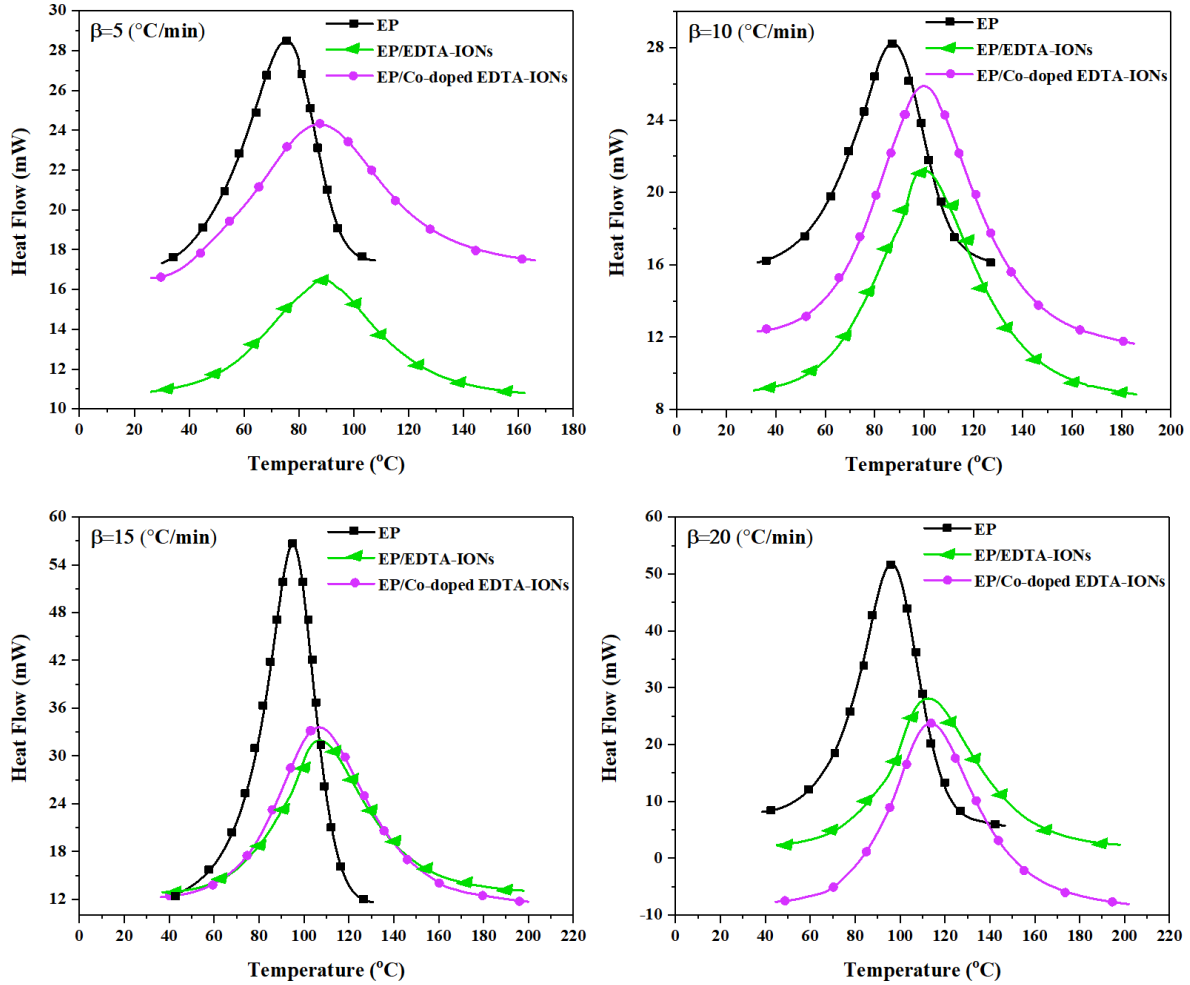 β=5 (°C/min)
EP
EP/EDTA-IONs
EP/Co-doped EDTA-IONs
Heat Flow (mW)
30
28
26
24
22
20
18
16
14
12
10
0 20 40 60 80 100 120 140 160 180
Temperature (oC)
β=10 (°C/min)
EP
EP/EDTA-IONs
EP/Co-doped EDTA-IONs
Heat Flow (mW)
28
24
20
16
12
8
0 20 40 60 80 100 120 140 160 180 200
Temperature (oC)
β=15 (°C/min)
EP
EP/EDTA-IONs
EP/Co-doped EDTA-IONs
Heat Flow (mW)
60
54
48
42
36
30
24
18
12
0 20 40 60 80 100 120 140 160 180 200 220
Temperature (oC)
β=20 (°C/min)
EP
EP/EDTA-IONs
EP/Co-doped EDTA-IONs
Heat Flow (mW)
60
50
40
30
20
10
0
-10
0 20 40 60 80 100 120 140 160 180 200 220
Temperature (oC)